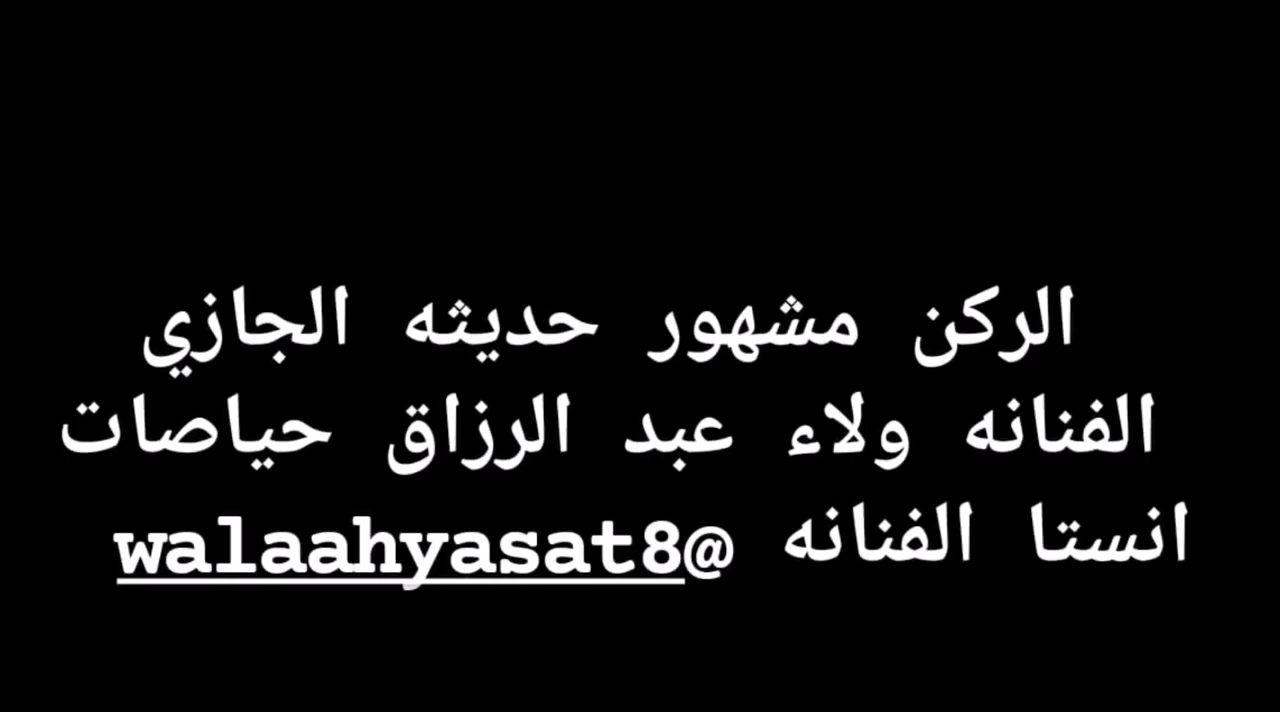 الركن مشهور حديثه الجازي
الفنانه ولاء عبد الرزاق حياصات
انستا الفنانه @walaahyasat8